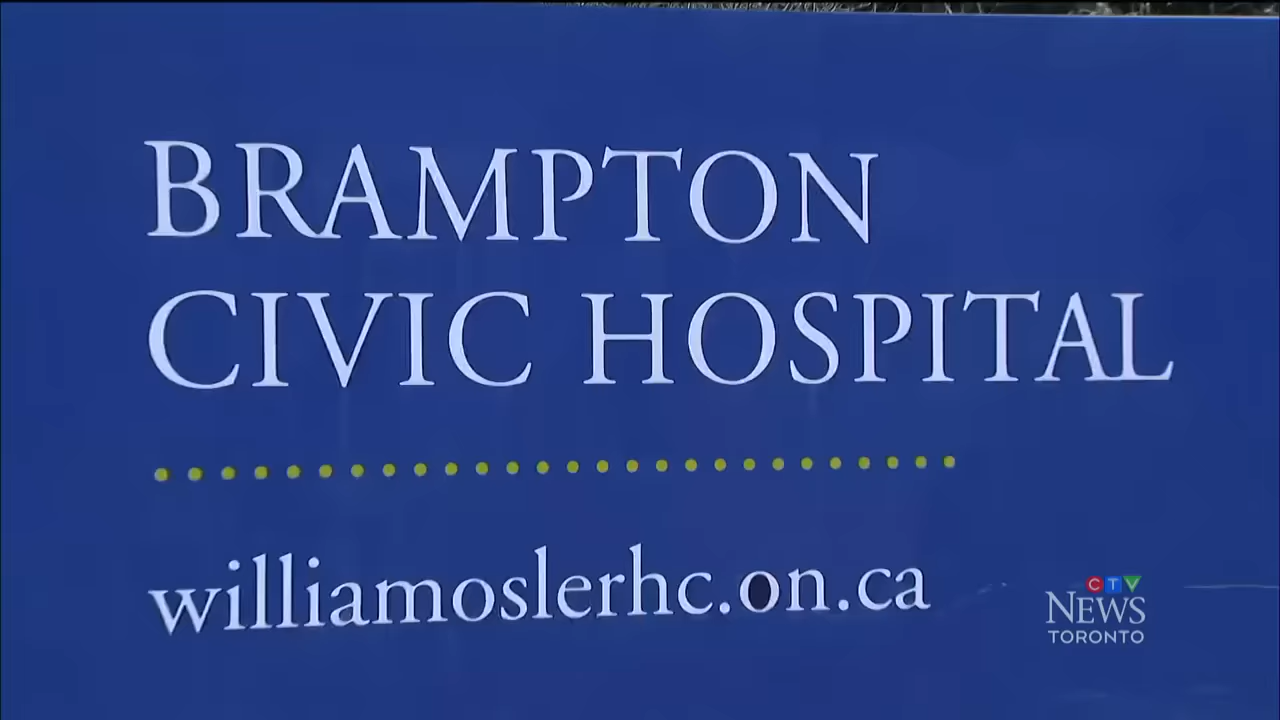 BRAMPTON
CIVIC HOSPITAL
williamoslerhc.on.ca
CTV
NEWS
TORONTO